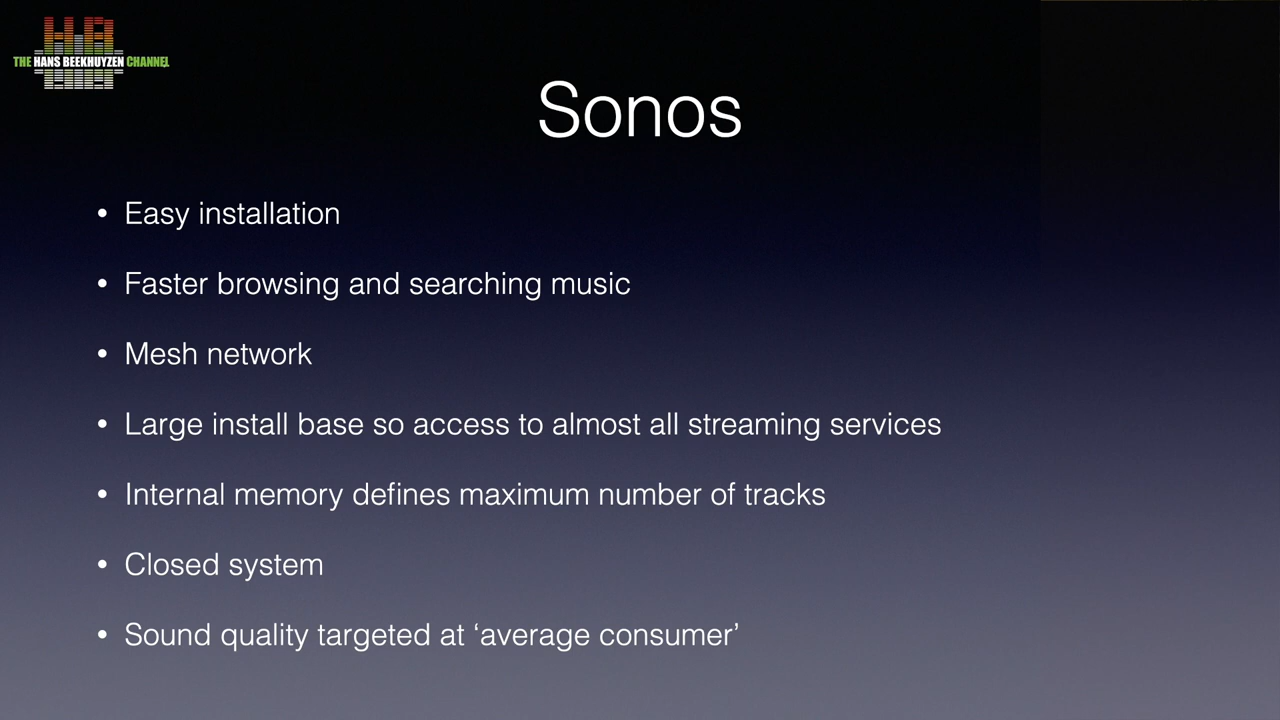 THE HANS BEEKHUYZEN CHANNEL
Sonos
• Easy installation
• Faster browsing and searching music
• Mesh network
• Large install base so access to almost all streaming services
• Internal memory defines maximum number of tracks
• Closed system
• Sound quality targeted at ‘average consumer’